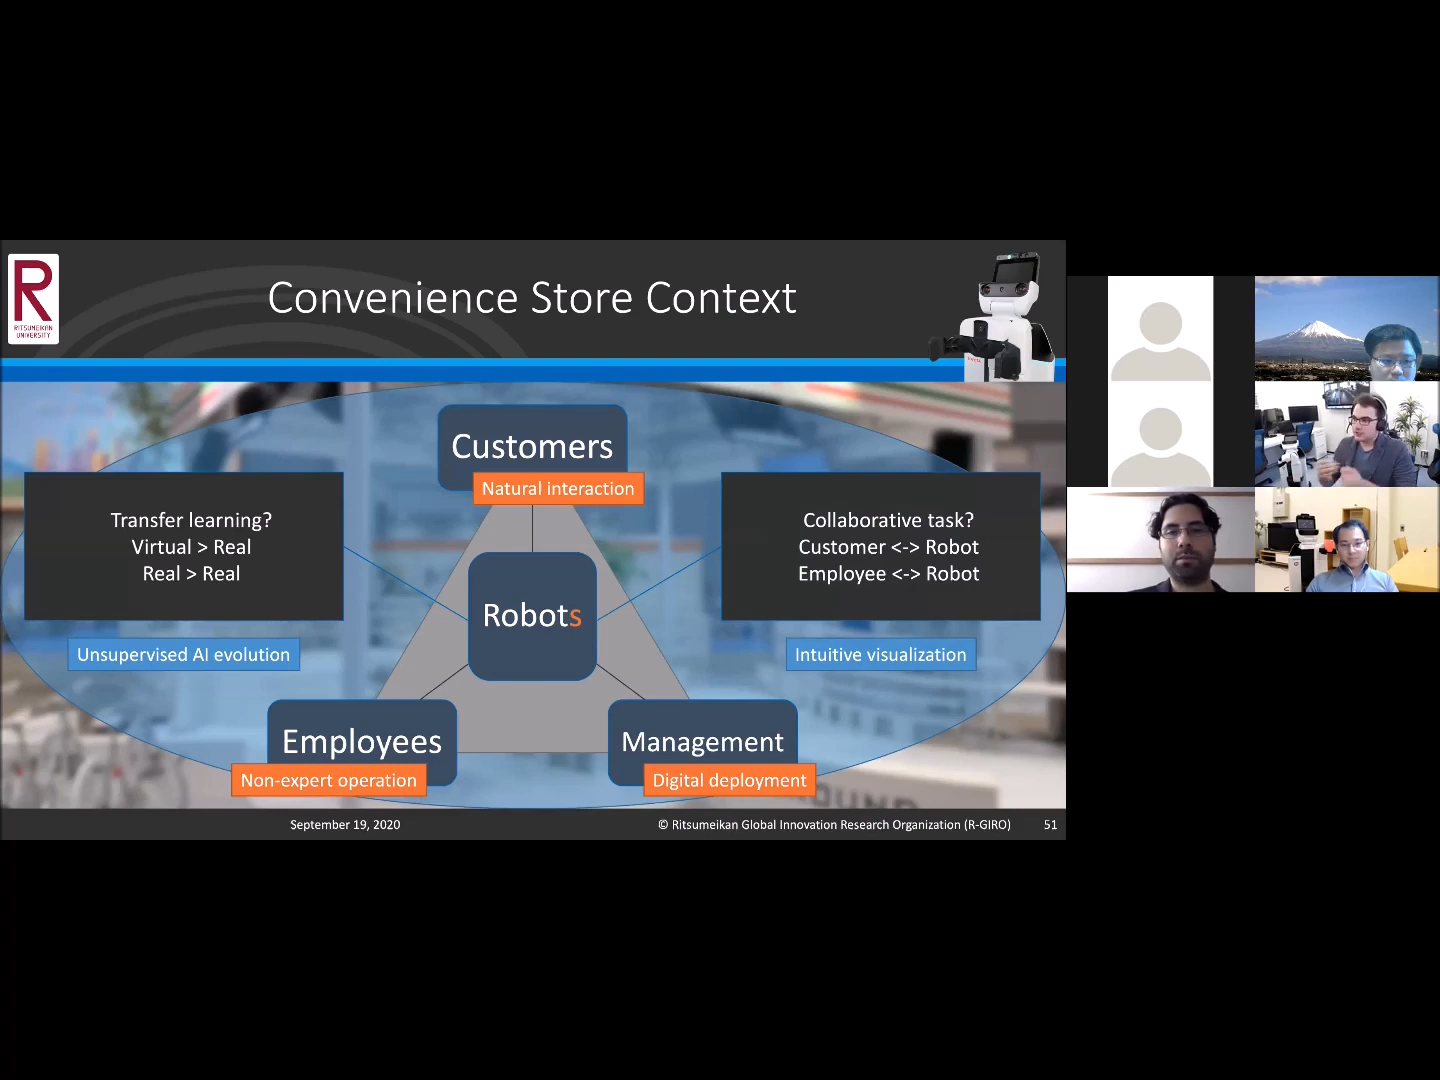 R
RITSUMEIKAN
UNIVERSITY
Convenience Store Context
Customers
Natural interaction
Transfer learning?
Virtual > Real
Real > Real
Unsupervised AI evolution
Robots
Collaborative task?
Customer <-> Robot
Employee <-> Robot
Intuitive visualization
Employees
Non-expert operation
Management
Digital deployment
September 19, 2020
© Ritsumeikan Global Innovation Research Organization (R-GIRO)
51